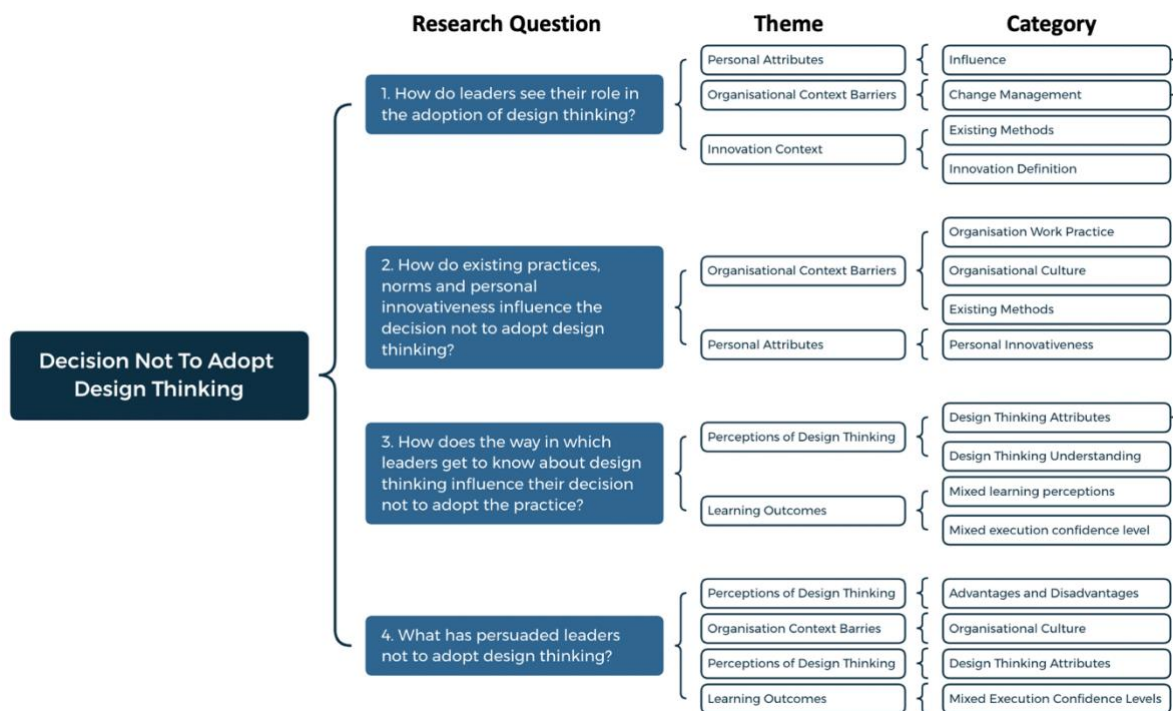 Research Question
Theme
Category
Decision Not To Adopt
Design Thinking
1. How do leaders see their role in
the adoption of design thinking?
Personal Attributes
Influence
Organisational Context Barriers
Change Management
Innovation Context
Existing Methods
Innovation Definition
2. How do existing practices,
norms and personal
innovativeness influence the
decision not to adopt design
thinking?
Organisational Context Barriers
Organisation Work Practice
Organisational Culture
Existing Methods
Personal Attributes
Personal Innovativeness
3. How does the way in which
leaders get to know about design
thinking influence their decision
not to adopt the practice?
Perceptions of Design Thinking
Design Thinking Attributes
Design Thinking Understanding
Learning Outcomes
Mixed learning perceptions
Mixed execution confidence level
4. What has persuaded leaders
not to adopt design thinking?
Perceptions of Design Thinking
Advantages and Disadvantages
Organisation Context Barries
Organisational Culture
Perceptions of Design Thinking
Design Thinking Attributes
Learning Outcomes
Mixed Execution Confidence Levels